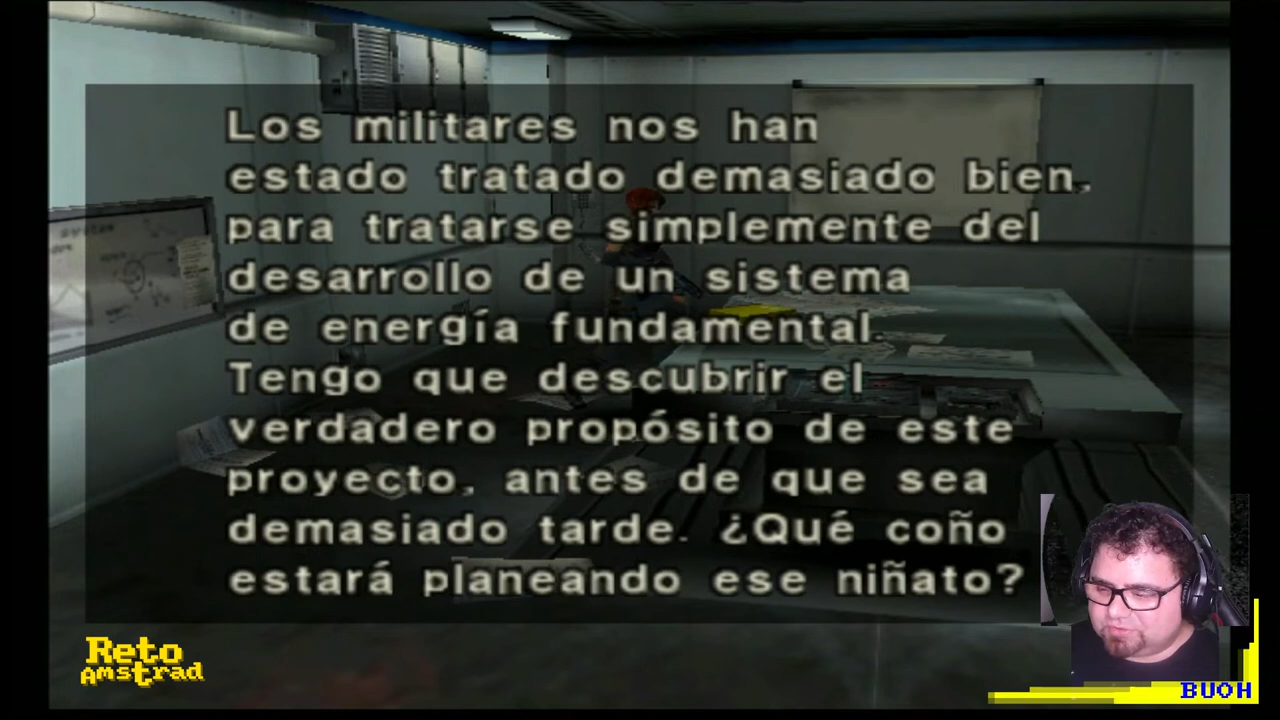 Los militares nos han
estado tratado demasiado bien,
para tratarse simplemente del
desarrollo de un sistema
de energía fundamental.
Tengo que descubrir el
verdadero propósito de este
proyecto, antes de que sea
demasiado tarde. ¿Qué coño
estará planeando ese niñato?
Reto
Amstrad
BUOH